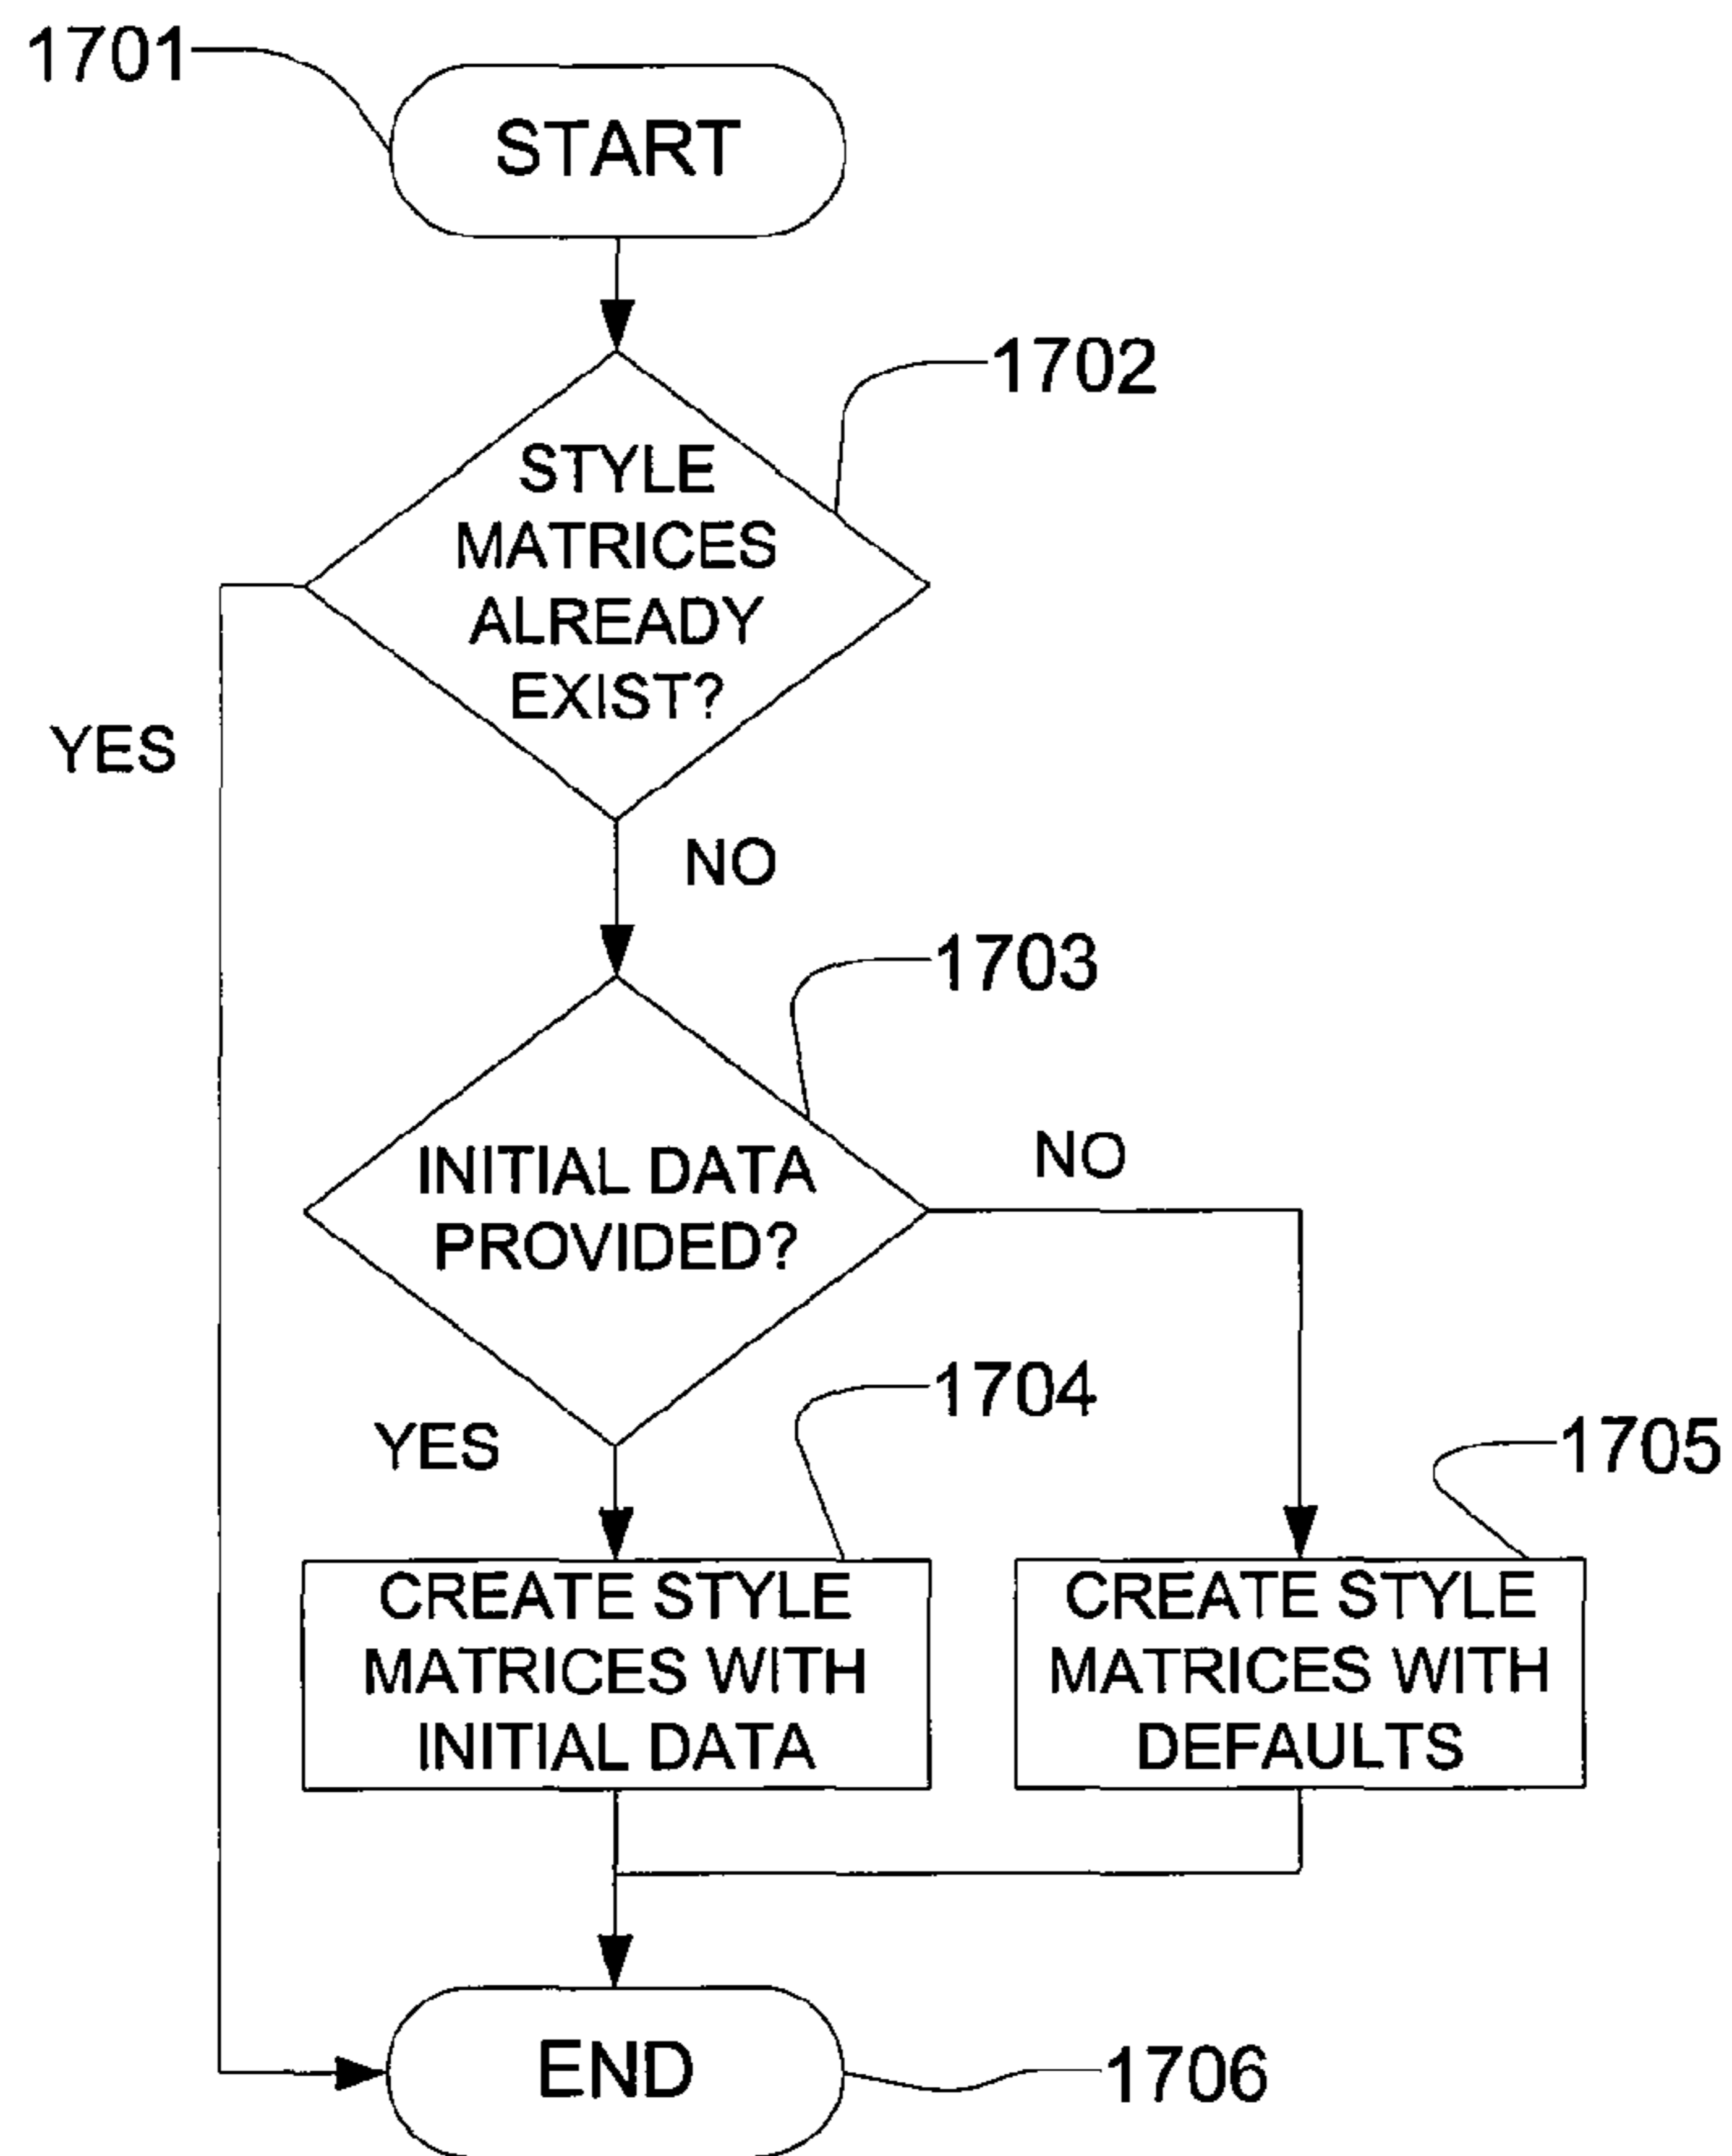 1701
START
1702
STYLE
MATRICES
ALREADY
EXIST?
YES
NO
1703
INITIAL DATA
PROVIDED?
NO
YES
1704
1705
CREATE STYLE
MATRICES WITH
INITIAL DATA
CREATE STYLE
MATRICES WITH
DEFAULTS
END
1706